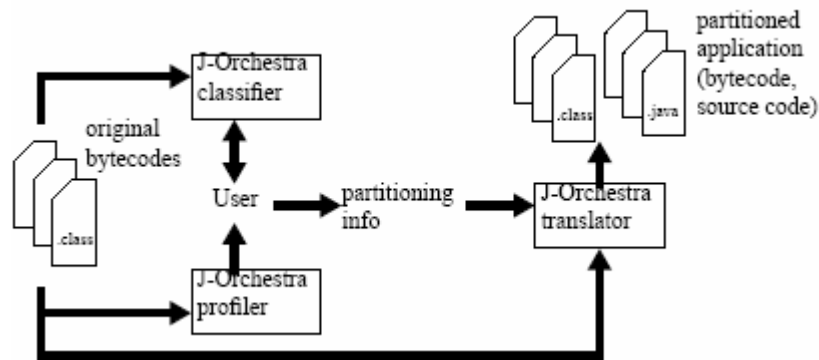 J-Orchestra
classifier
original
bytecodes
.class
User
partitioning
info
J-Orchestra
profiler
J-Orchestra
translator
.class
.java
partitioned
application
(bytecode,
source code)